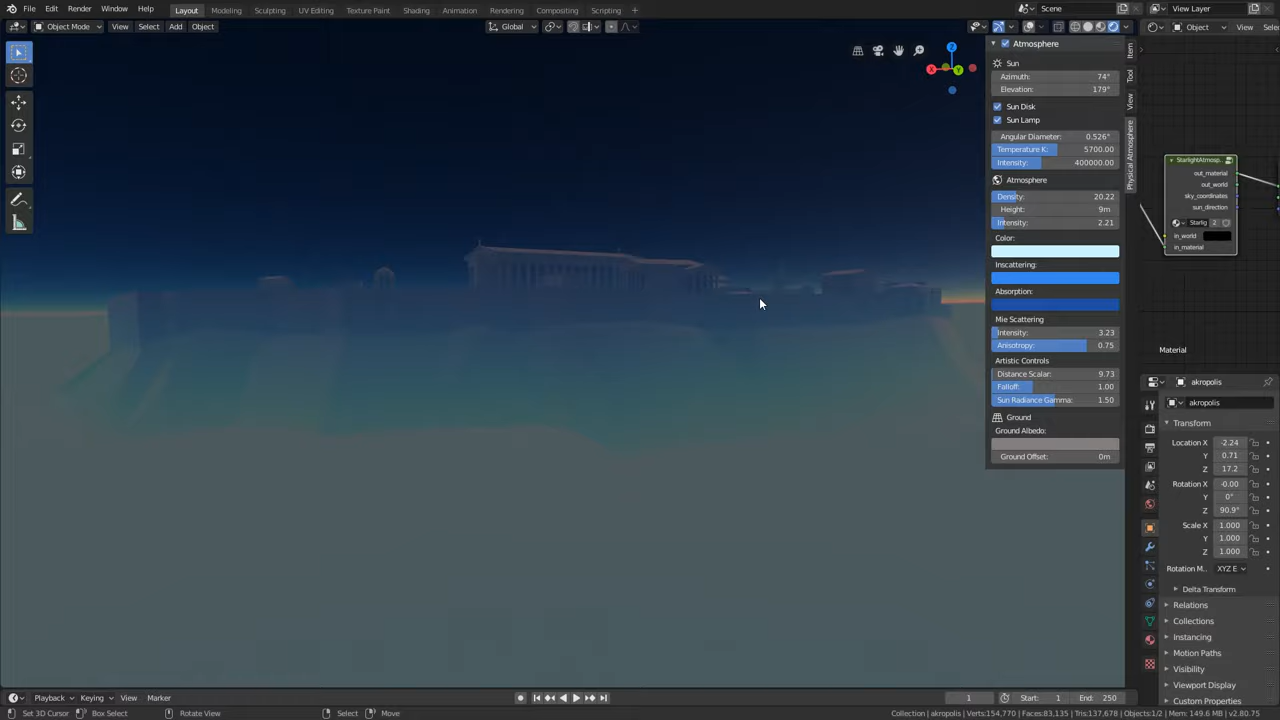 File Edit Render Window Help Layout Modeling Sculpting UV Editing Texture Paint Shading Animation Rendering Compositing Scripting + Scene View Layer
Object Mode View Select Add Object Global Object View
Atmosphere
Sun
Azimuth: 74°
Elevation: 179°
Sun Disk
Sun Lamp
Angular Diameter: 0.526°
Temperature K: 5700.00
Intensity: 400000.00
Atmosphere
Density: 20.22
Height: 9m
Intensity: 2.21
Color:
Inscattering:
Absorption:
Mie Scattering
Intensity: 3.23
Anisotropy: 0.75
Artistic Controls
Distance Scalar: 9.73
Falloff: 1.00
Sun Radiance Gamma: 1.50
Ground
Ground Albedo:
Ground Offset: 0m
Item
Tool
View
Physical Atmosphere
X Y Z
StarlightAtmosp..
out_material
out_world
sky_coordinates
sun_direction
Starlig 2
in_world
in_material
Material
akropolis
akropolis
Transform
Location X -2.24
Y 0.71
Z 17.2
Rotation X -0.00
Y 0°
Z 90.9°
Scale X 1.000
Y 1.000
Z 1.000
Rotation M.. XYZ E
Delta Transform
Relations
Collections
Instancing
Motion Paths
Visibility
Viewport Display
Custom Properties
Playback Keying View Marker 1 Start: 1 End: 250
Set 3D Cursor Box Select Rotate View Select Move Collection | akropolis | Verts:154,770 | Faces:83,135 | Tris:137,678 | Objects:1/2 | Mem: 149.6 MB | v2.80.75